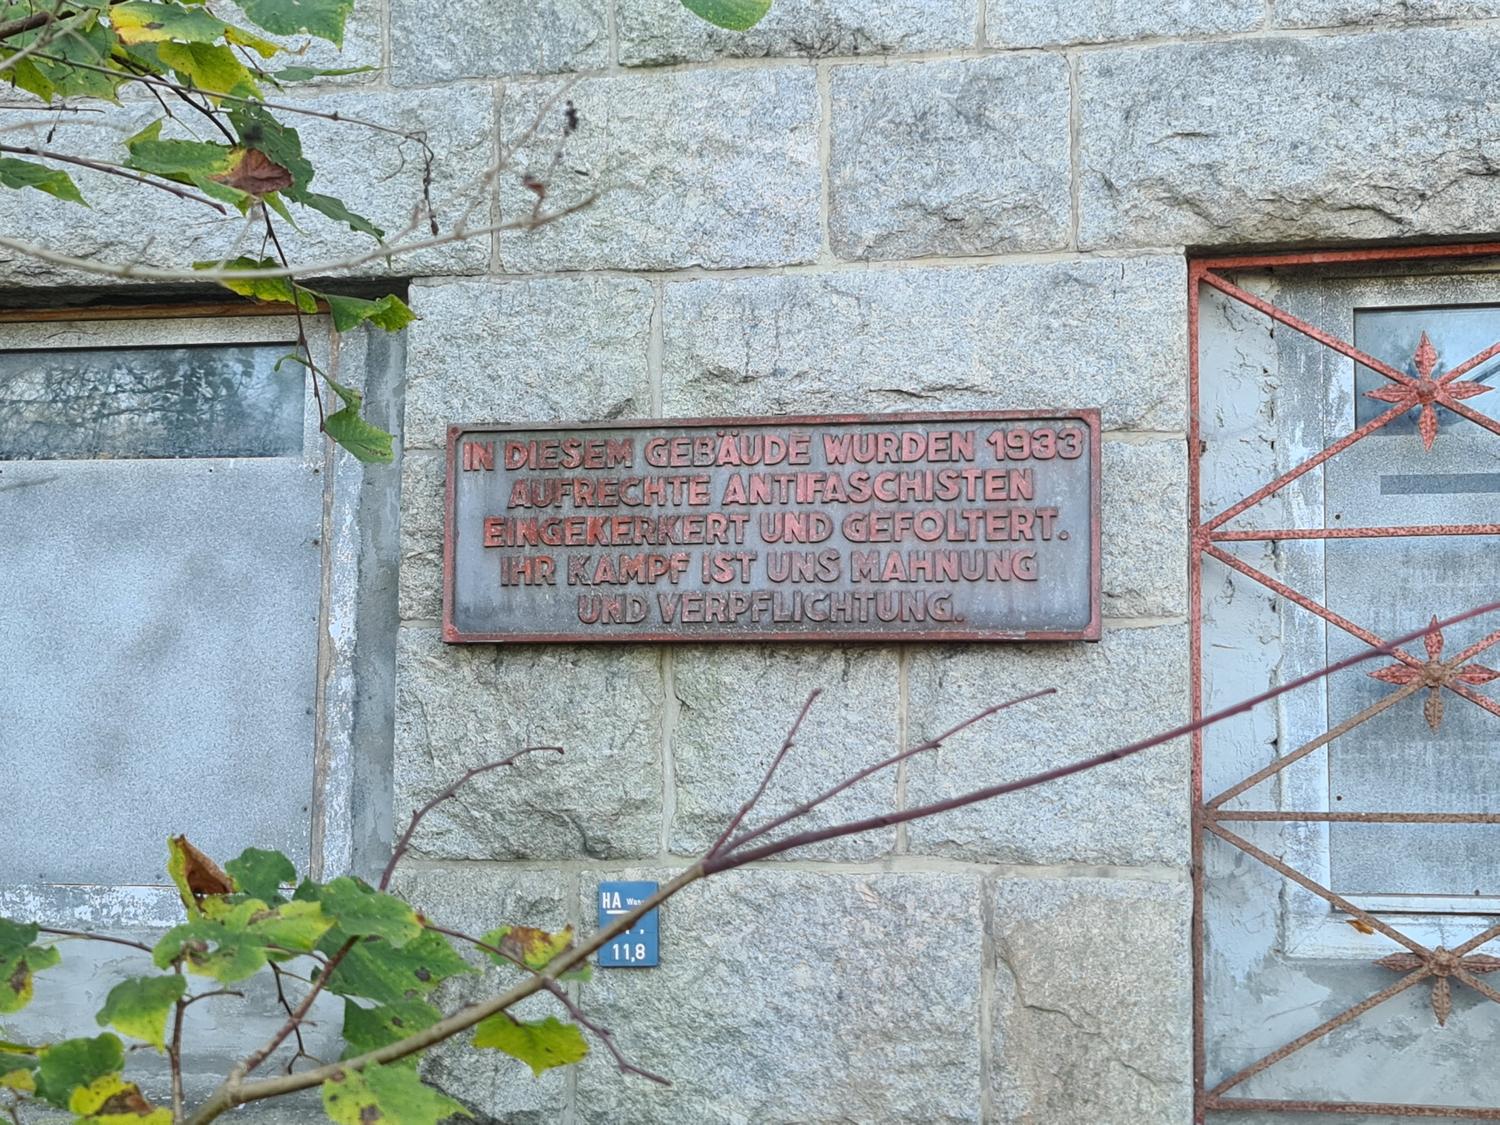 IN DIESEM GEBÄUDE WURDEN 1933
AUFRECHTE ANTIFASCHISTEN
EINGEKERKERT UND GEFOLTERT.
IHR KAMPF IST UNS MAHNUNG
UND VERPFLICHTUNG.
HA
11,8